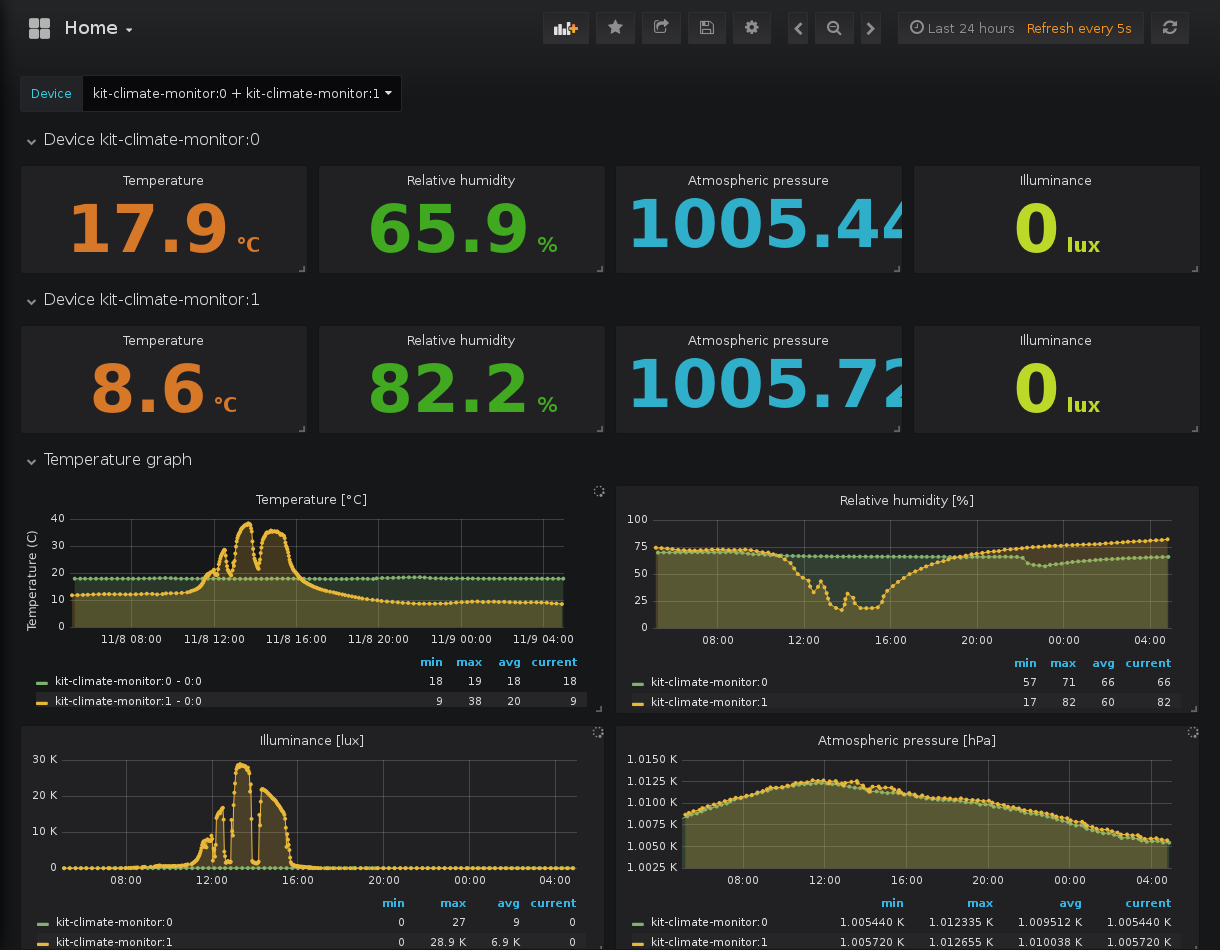 Home
Last 24 hours Refresh every 5s
Device kit-climate-monitor:0 + kit-climate-monitor:1
Device kit-climate-monitor:0
Temperature Relative humidity Atmospheric pressure Illuminance
17.9 °C 65.9 % 1005.44 0 lux
Device kit-climate-monitor:1
Temperature Relative humidity Atmospheric pressure Illuminance
8.6 °C 82.2 % 1005.72 0 lux
Temperature graph
Temperature [°C]
Temperature (C)
40
30
20
10
0
11/8 08:00 11/8 12:00 11/8 16:00 11/8 20:00 11/9 00:00 11/9 04:00
min max avg current
kit-climate-monitor:0 - 0:0 18 19 18 18
kit-climate-monitor:1 - 0:0 9 38 20 9
Relative humidity [%]
100
75
50
25
0
08:00 12:00 16:00 20:00 00:00 04:00
min max avg current
kit-climate-monitor:0 57 71 66 66
kit-climate-monitor:1 17 82 60 82
Illuminance [lux]
30 K
20 K
10 K
0
08:00 12:00 16:00 20:00 00:00 04:00
min max avg current
kit-climate-monitor:0 0 27 9 0
kit-climate-monitor:1 0 28.9 K 6.9 K 0
Atmospheric pressure [hPa]
1.0150 K
1.0125 K
1.0100 K
1.0075 K
1.0050 K
1.0025 K
08:00 12:00 16:00 20:00 00:00 04:00
min max avg current
kit-climate-monitor:0 1.005440 K 1.012335 K 1.009512 K 1.005440 K
kit-climate-monitor:1 1.005720 K 1.012655 K 1.010038 K 1.005720 K